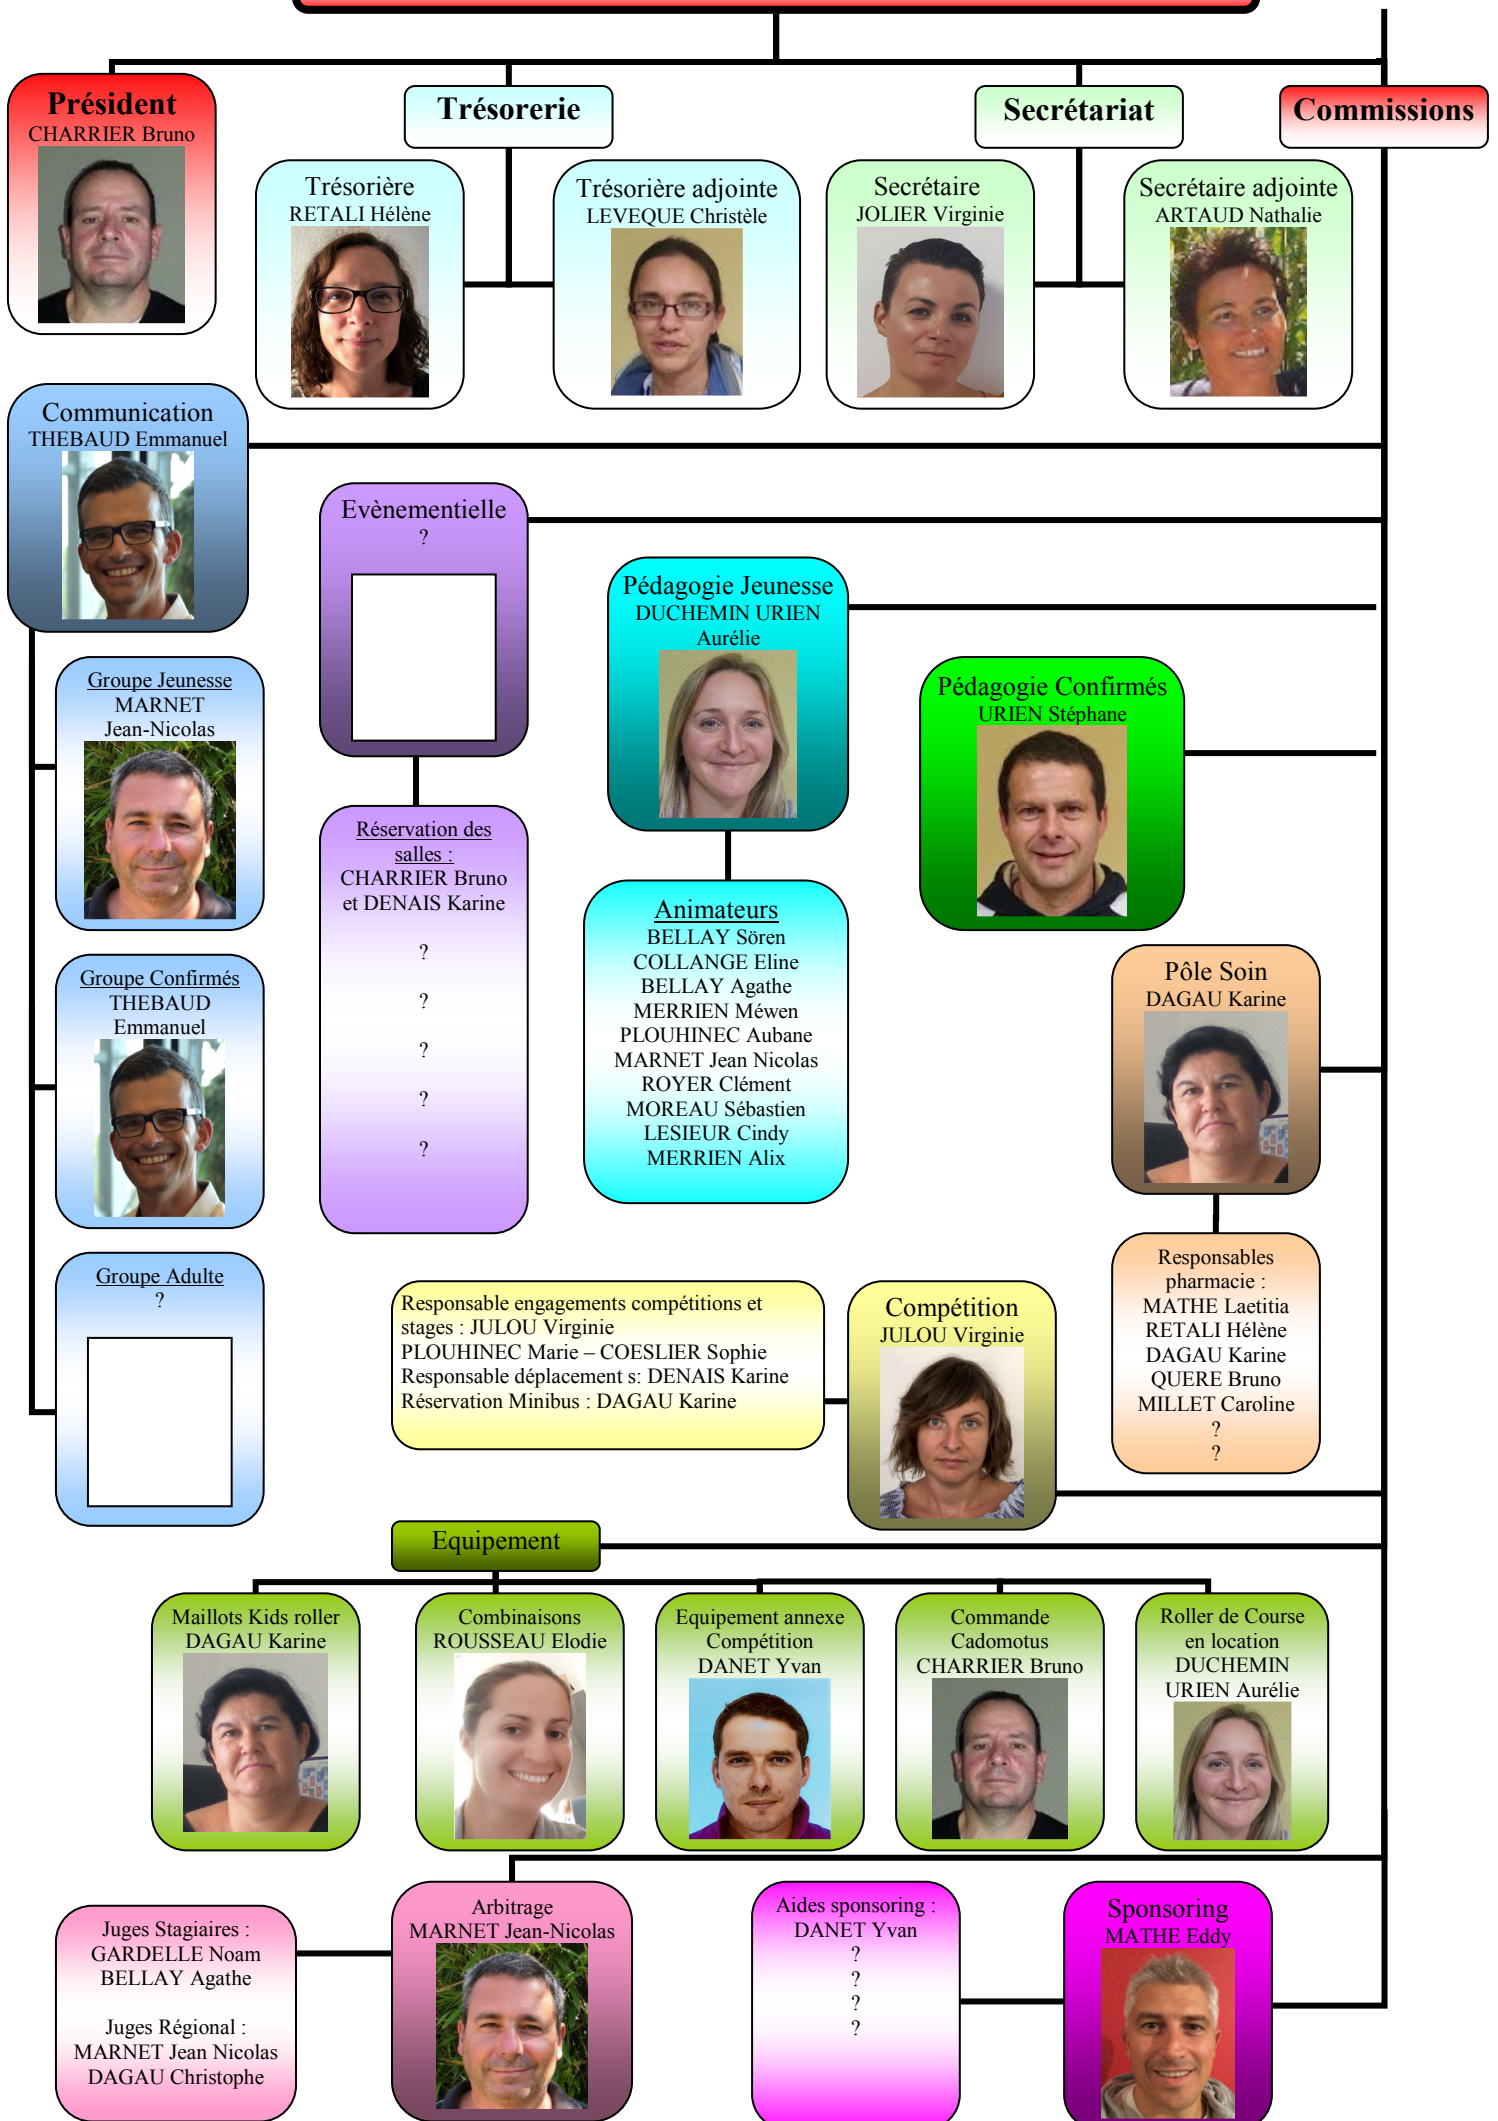 Président
CHARRIER Bruno
Trésorerie
Secrétariat
Commissions
Trésorière
RETALI Hélène
Trésorière adjointe
LEVEQUE Christèle
Secrétaire
JOLIER Virginie
Secrétaire adjointe
ARTAUD Nathalie
Communication
THEBAUD Emmanuel
Evènementielle
?
Pédagogie Jeunesse
DUCHEMIN URIEN
Aurélie
Pédagogie Confirmés
URIEN Stéphane
Groupe Jeunesse
MARNET
Jean-Nicolas
Réservation des
salles :
CHARRIER Bruno
et DENAIS Karine
?
?
?
?
?
Animateurs
BELLAY Sören
COLLANGE Eline
BELLAY Agathe
MERRIEN Méwen
PLOUHINEC Aubane
MARNET Jean Nicolas
ROYER Clément
MOREAU Sébastien
LESIEUR Cindy
MERRIEN Alix
Pôle Soin
DAGAU Karine
Groupe Confirmés
THEBAUD
Emmanuel
Groupe Adulte
?
Responsables
pharmacie :
MATHE Laetitia
RETALI Hélène
DAGAU Karine
QUERE Bruno
MILLET Caroline
?
?
Responsable engagements compétitions et
stages : JULOU Virginie
PLOUHINEC Marie – COESLIER Sophie
Responsable déplacement s: DENAIS Karine
Réservation Minibus : DAGAU Karine
Compétition
JULOU Virginie
Equipement
Maillots Kids roller
DAGAU Karine
Combinaisons
ROUSSEAU Elodie
Equipement annexe
Compétition
DANET Yvan
Commande
Cadomotus
CHARRIER Bruno
Roller de Course
en location
DUCHEMIN
URIEN Aurélie
Juges Stagiaires :
GARDELLE Noam
BELLAY Agathe
Juges Régional :
MARNET Jean Nicolas
DAGAU Christophe
Arbitrage
MARNET Jean-Nicolas
Aides sponsoring :
DANET Yvan
?
?
?
?
Sponsoring
MATHE Eddy